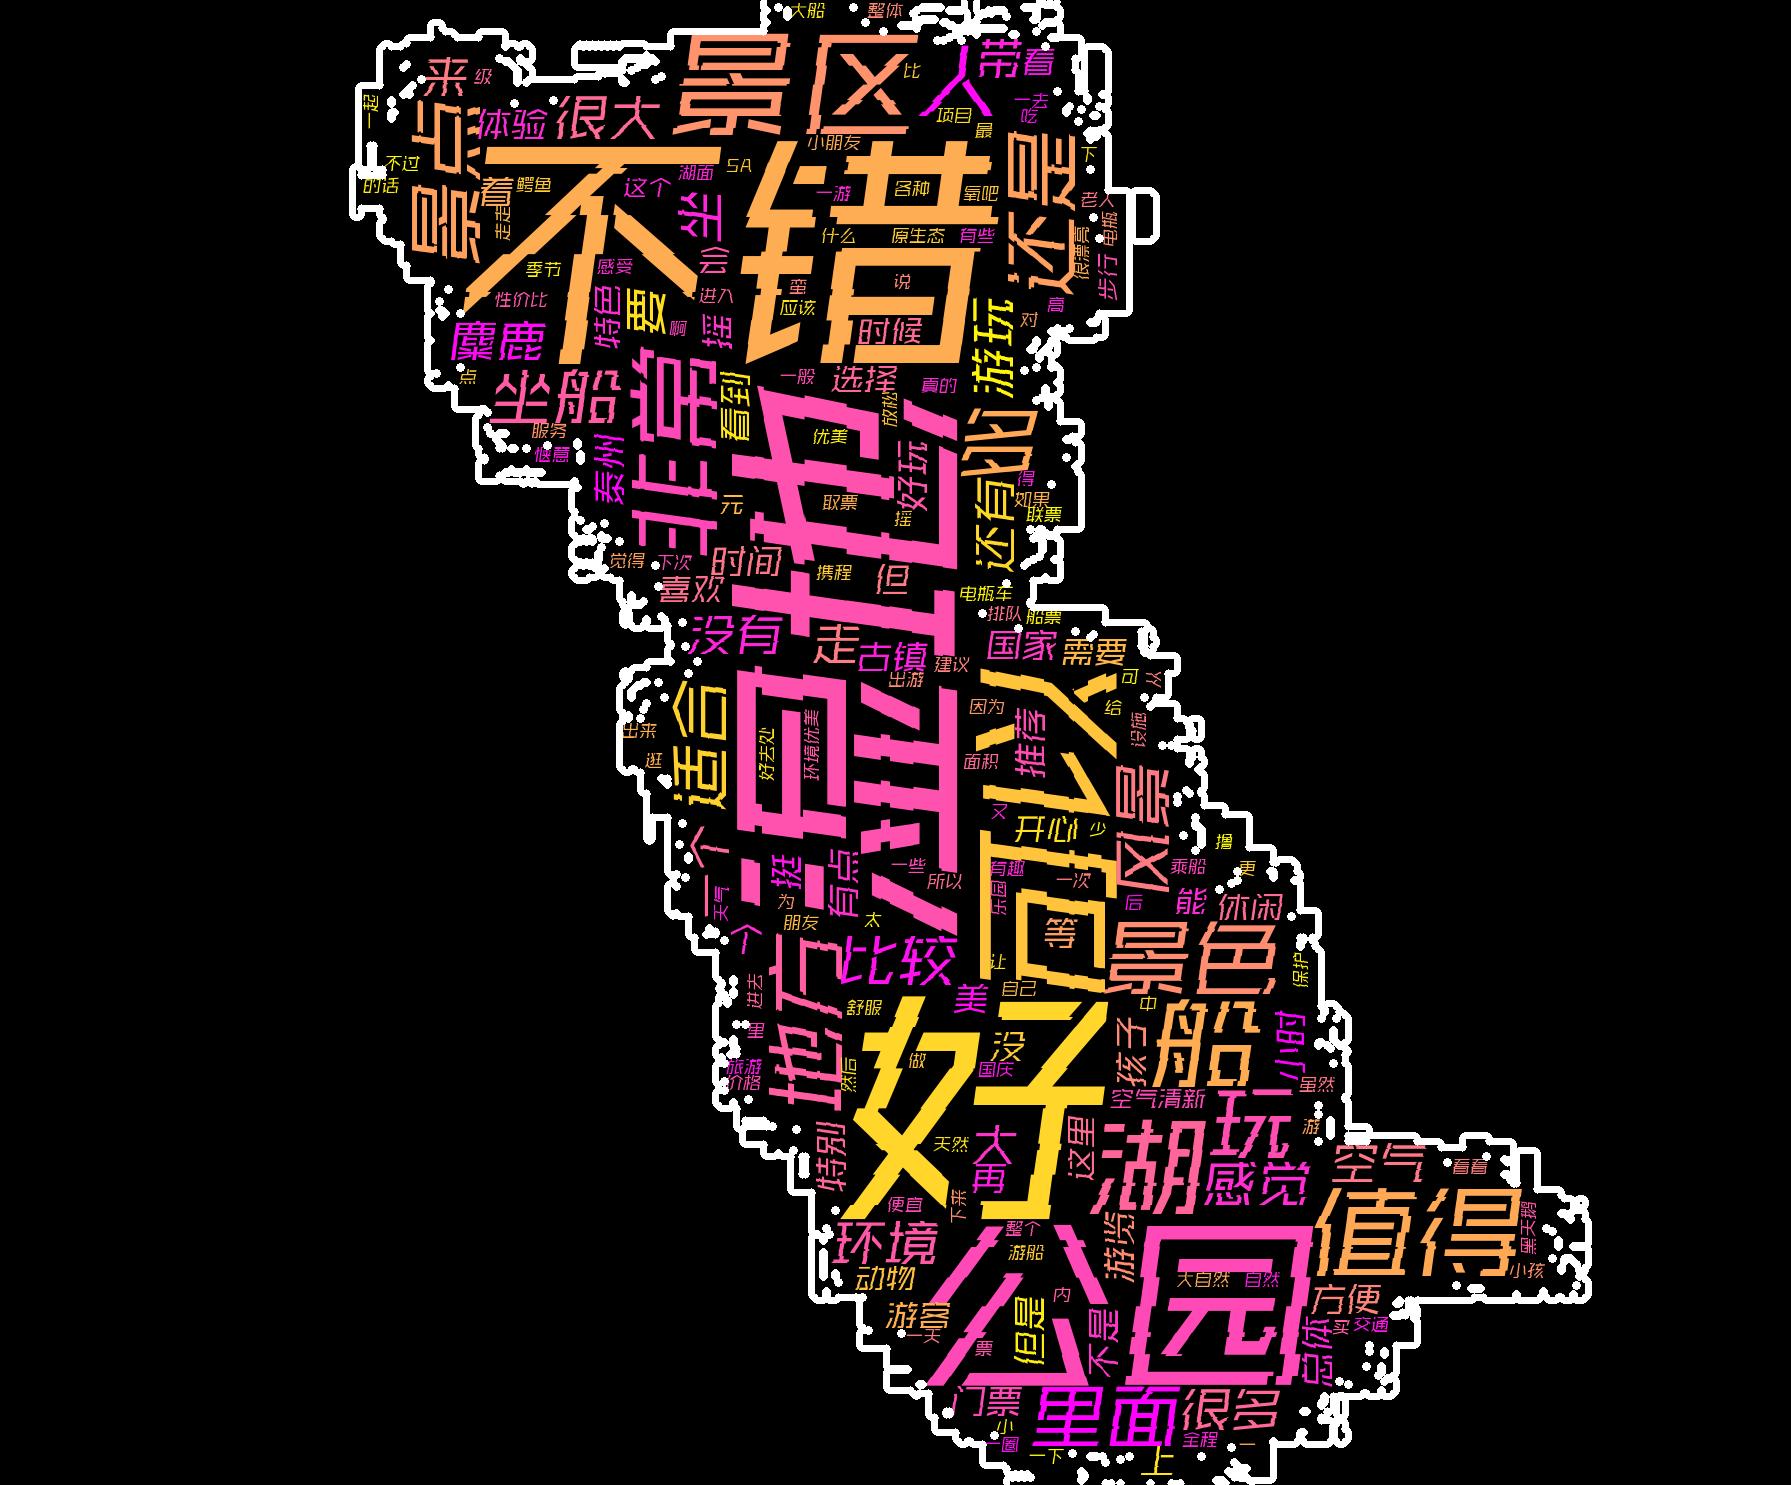 大船
整体
来
级
景区
比
人
带
看
一起
体验
很大
项目
最
一去
吃
景点
小朋友
不过
的话
看
鳄鱼
走走
不错
湖面
这个
坐
5A
一游
各种
氧吧
还是
下
老人
什么
原生态
有些
很漂亮
电瓶
步行
季节
感受
会
蛮
说
性价比
特色
要
啊
进入
摇
应该
时候
游玩
高
对
麋鹿
点
坐船
非常
看到
一般
选择
放松
真的
服务
惬意
泰州
优美
好玩
湿地
元
取票
摇
还有
得
如果
联票
觉得
下次
时间
喜欢
携程
但
电瓶车
排队
船票
没有
走
古镇
建议
出游
国家
需要
可
从
适合
出来
逛
好去处
环境优美
因为
推荐
给
设施
面积
又
开心
少
风景
撸
一个
天气
挺
有点
为
朋友
一些
所以
太
有趣
乐园
一次
乘船
更
后
能
休闲
等
让
自己
景色
保护
个
地方
进去
里
旅游
价格
比较
美
舒服
然后
好
做
没
国庆
中
孩子
船
小时
虽然
空气清新
玩
游
特别
天然
大
再
这里
湖
感觉
空气
看看
便宜
下来
环境
整个
游船
游览
值得
黑天鹅
小孩
动物
游客
一天
公园
内
但是
票
不是
大自然
自然
方便
总体
买
交通
门票
小
一圈
里面
很多
全程
一
一下
上